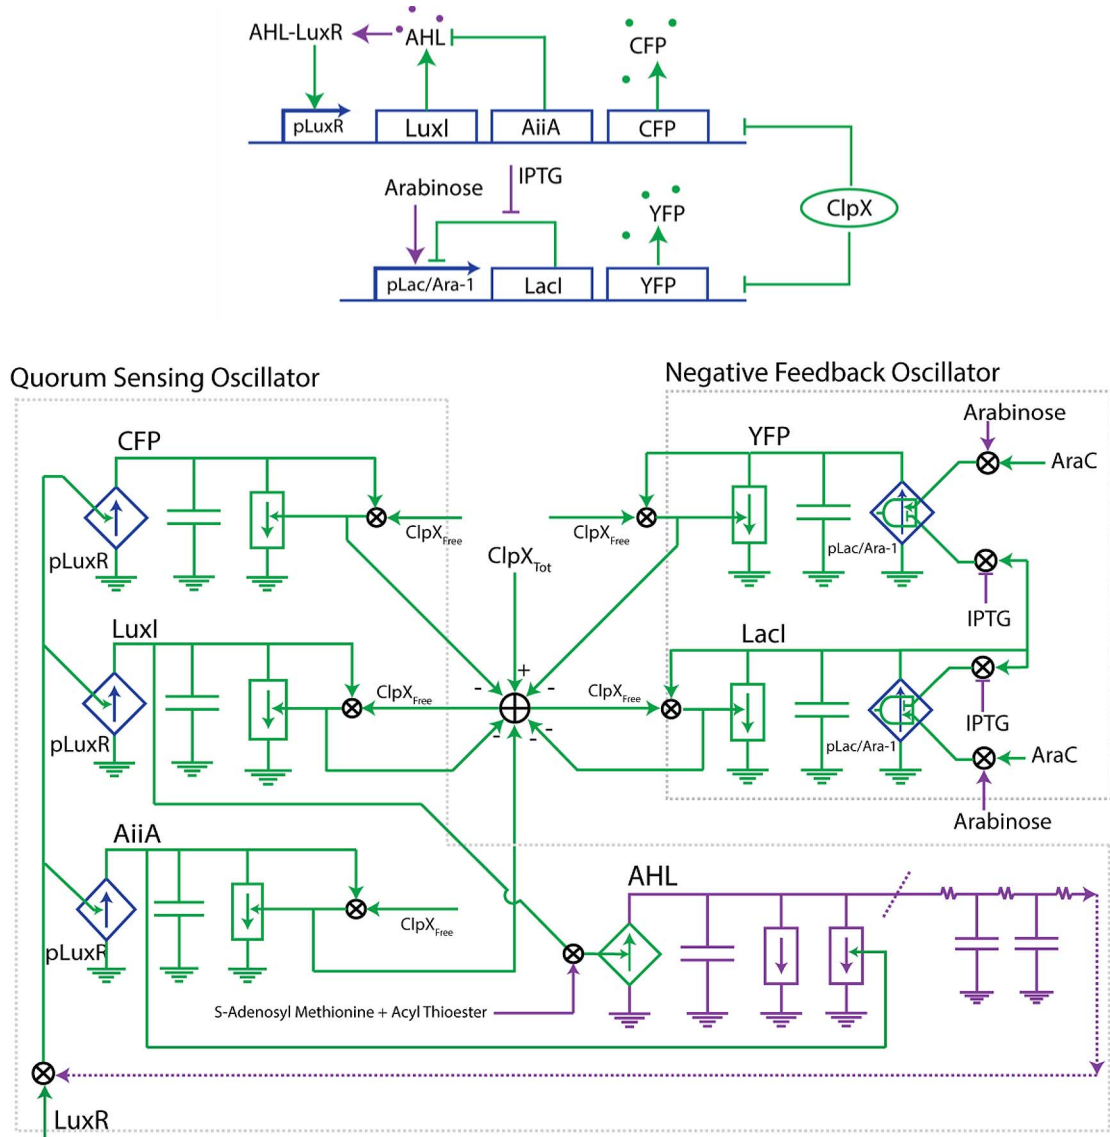 AHL-LuxR
AHL
CFP
pLuxR
LuxI
AiiA
CFP
Arabinose
IPTG
YFP
ClpX
pLac/Ara-1
LacI
YFP
Quorum Sensing Oscillator
Negative Feedback Oscillator
CFP
pLuxR
ClpXFree
YFP
ClpXFree
pLac/Ara-1
Arabinose
AraC
IPTG
ClpXTot
+
-
-
-
-
-
LuxI
pLuxR
ClpXFree
LacI
ClpXFree
pLac/Ara-1
IPTG
AraC
Arabinose
AiiA
pLuxR
ClpXFree
AHL
S-Adenosyl Methionine + Acyl Thioester
LuxR